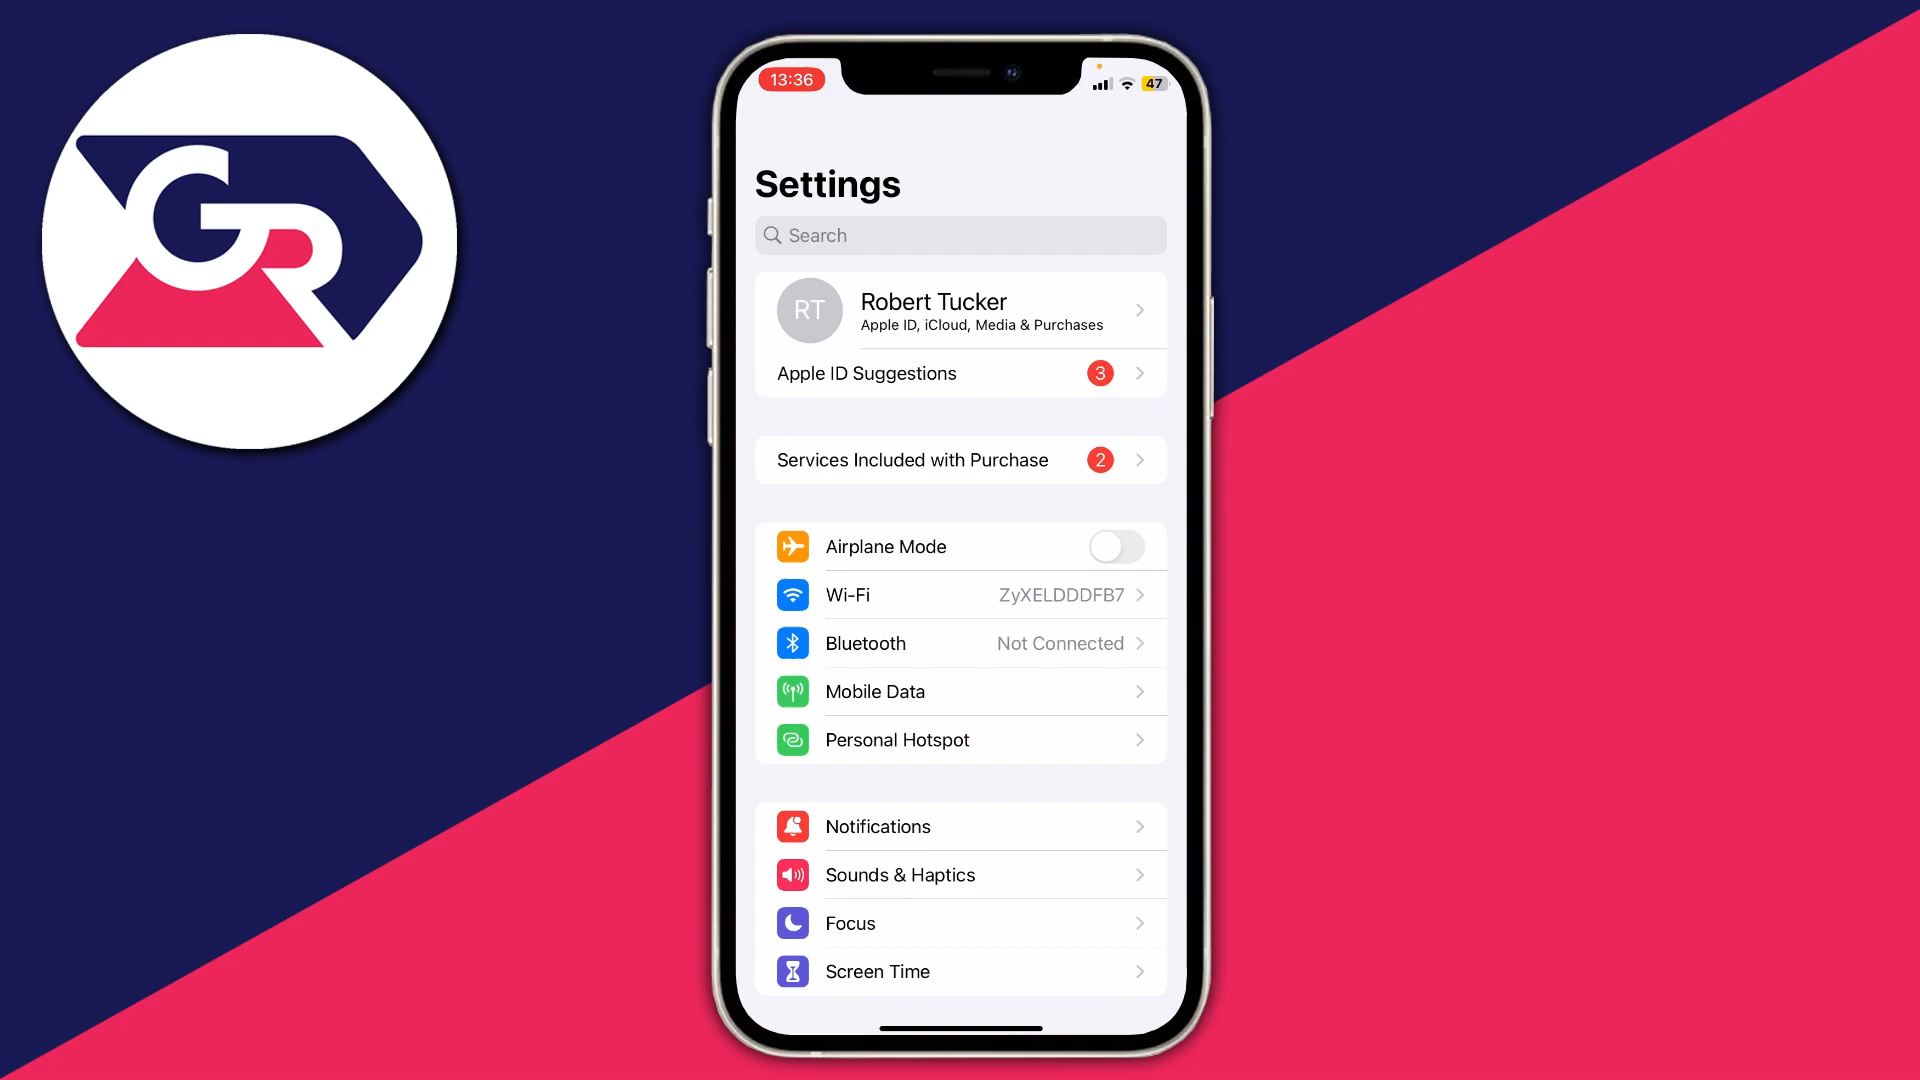 GR
13:36
47
Settings
Search
RT
Robert Tucker
Apple ID, iCloud, Media & Purchases
Apple ID Suggestions 3
Services Included with Purchase 2
Airplane Mode
Wi-Fi ZyXELDDDFB7
Bluetooth Not Connected
Mobile Data
Personal Hotspot
Notifications
Sounds & Haptics
Focus
Screen Time